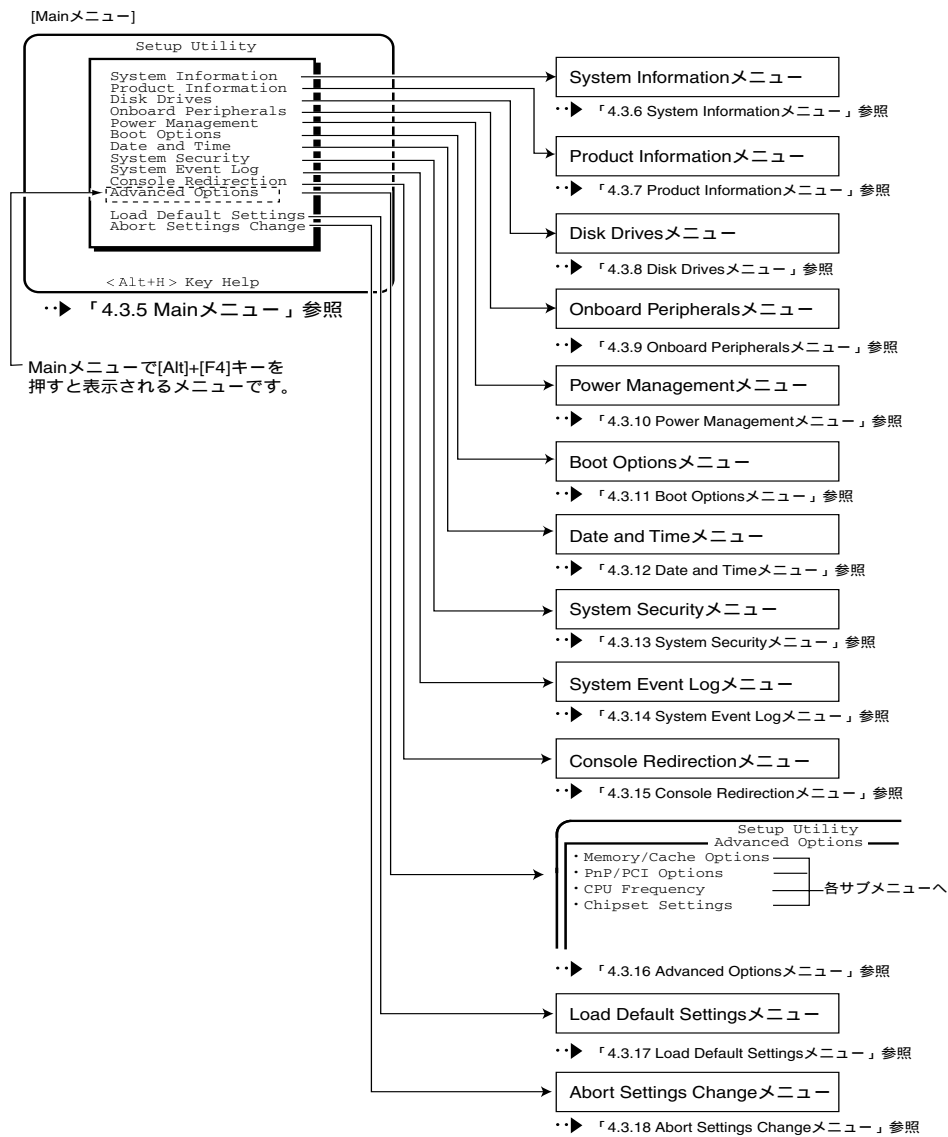 [Mainメニュー]
Setup Utility
System Information
Product Information
Disk Drives
Onboard Peripherals
Power Management
Boot Options
Date and Time
System Security
System Event Log
Console Redirection
Advanced Options
Load Default Settings
Abort Settings Change
<Alt+H> Key Help
「4.3.5 Mainメニュー」参照
Mainメニューで[Alt]+[F4]キーを
押すと表示されるメニューです。
System Informationメニュー
「4.3.6 System Informationメニュー」参照
Product Informationメニュー
「4.3.7 Product Informationメニュー」参照
Disk Drivesメニュー
「4.3.8 Disk Drivesメニュー」参照
Onboard Peripheralsメニュー
「4.3.9 Onboard Peripheralsメニュー」参照
Power Managementメニュー
「4.3.10 Power Managementメニュー」参照
Boot Optionsメニュー
「4.3.11 Boot Optionsメニュー」参照
Date and Timeメニュー
「4.3.12 Date and Timeメニュー」参照
System Securityメニュー
「4.3.13 System Securityメニュー」参照
System Event Logメニュー
「4.3.14 System Event Logメニュー」参照
Console Redirectionメニュー
「4.3.15 Console Redirectionメニュー」参照
Setup Utility
Advanced Options
・Memory/Cache Options
・PnP/PCI Options
・CPU Frequency
・Chipset Settings
各サブメニューへ
「4.3.16 Advanced Optionsメニュー」参照
Load Default Settingsメニュー
「4.3.17 Load Default Settingsメニュー」参照
Abort Settings Changeメニュー
「4.3.18 Abort Settings Changeメニュー」参照